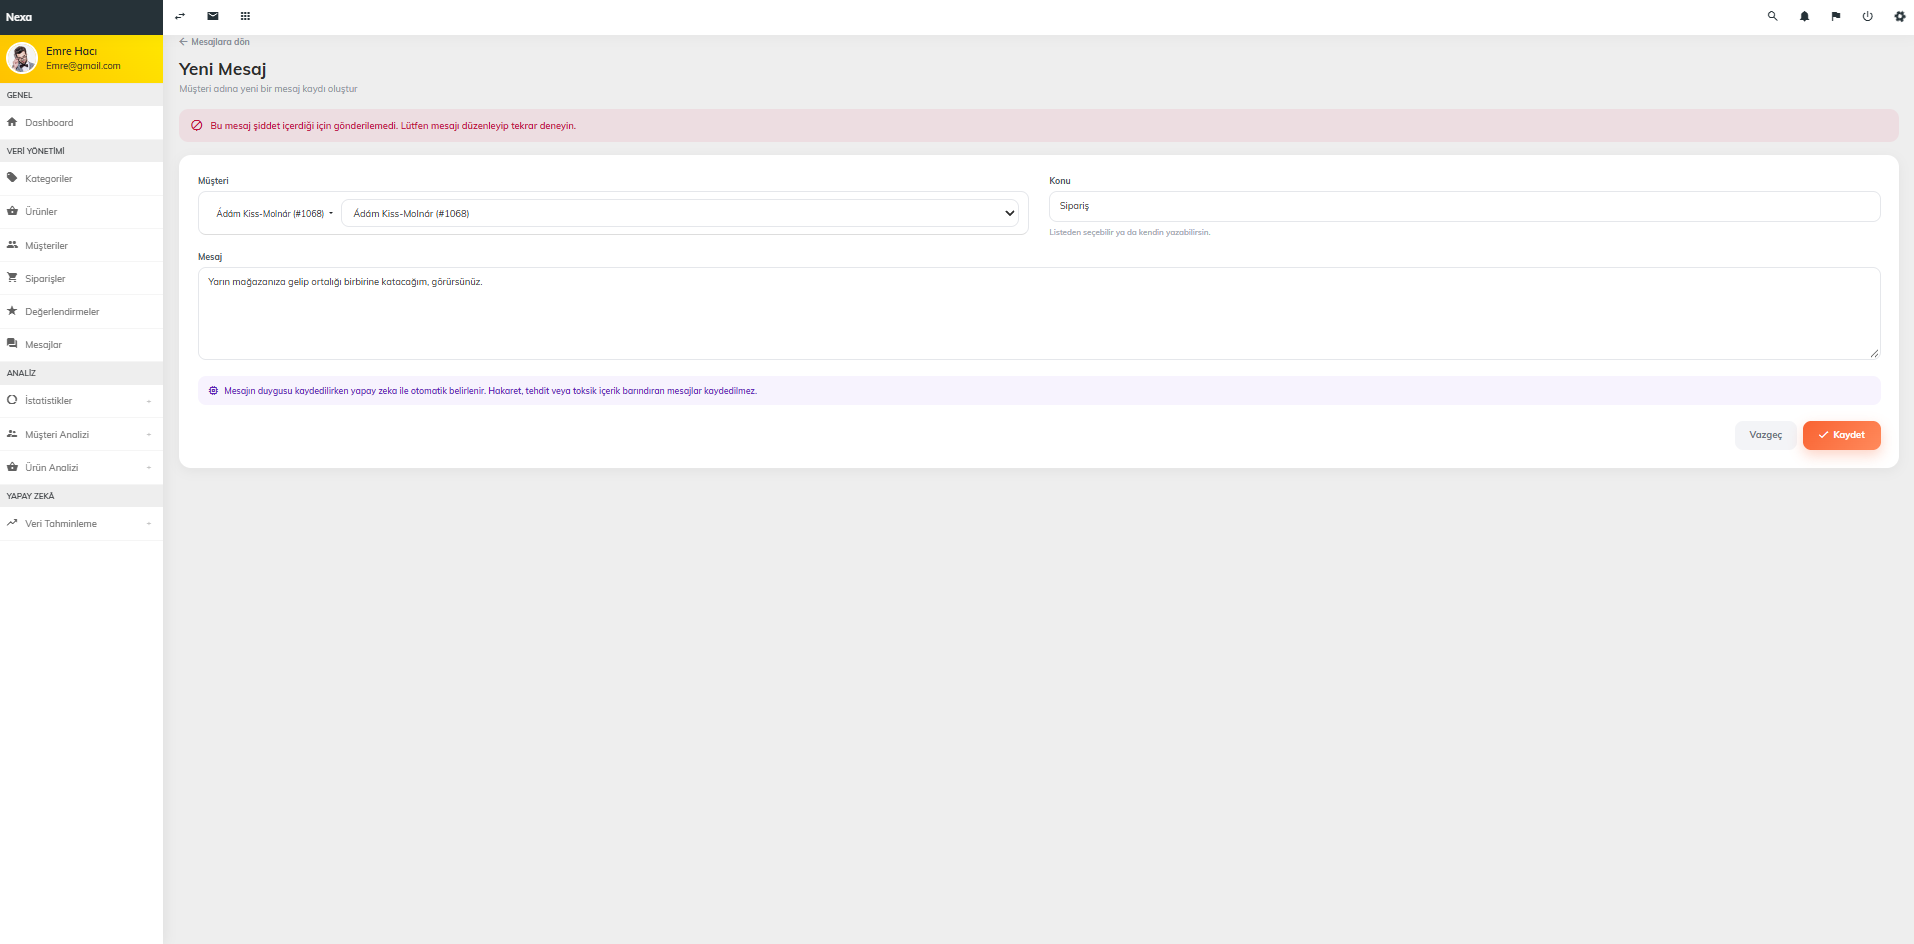 Nexa
Emre Hacı
Emre@gmail.com
GENEL
Dashboard
VERİ YÖNETİMİ
Kategoriler
Ürünler
Müşteriler
Siparişler
Değerlendirmeler
Mesajlar
ANALİZ
İstatistikler
Müşteri Analizi
Ürün Analizi
YAPAY ZEKÂ
Veri Tahminleme
Mesajlara dön
Yeni Mesaj
Müşteri adına yeni bir mesaj kaydı oluştur
Bu mesaj şiddet içerdiği için gönderilemedi. Lütfen mesajı düzenleyip tekrar deneyin.
Müşteri
Ádám Kiss-Molnár (#1068) Ádám Kiss-Molnár (#1068)
Konu
Sipariş
Listeden seçebilir ya da kendin yazabilirsin.
Mesaj
Yarın mağazanıza gelip ortalığı birbirine katacağım, görürsünüz.
Mesajın duygusu kaydedilirken yapay zeka ile otomatik belirlenir. Hakaret, tehdit veya toksik içerik barındıran mesajlar kaydedilmez.
Vazgeç Kaydet